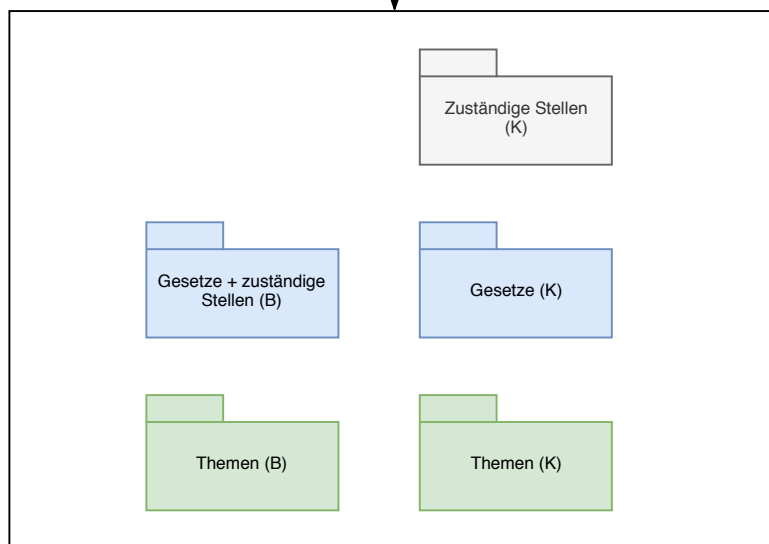 Zuständige Stellen
(K)
Gesetze + zuständige
Stellen (B)
Gesetze (K)
Themen (B)
Themen (K)